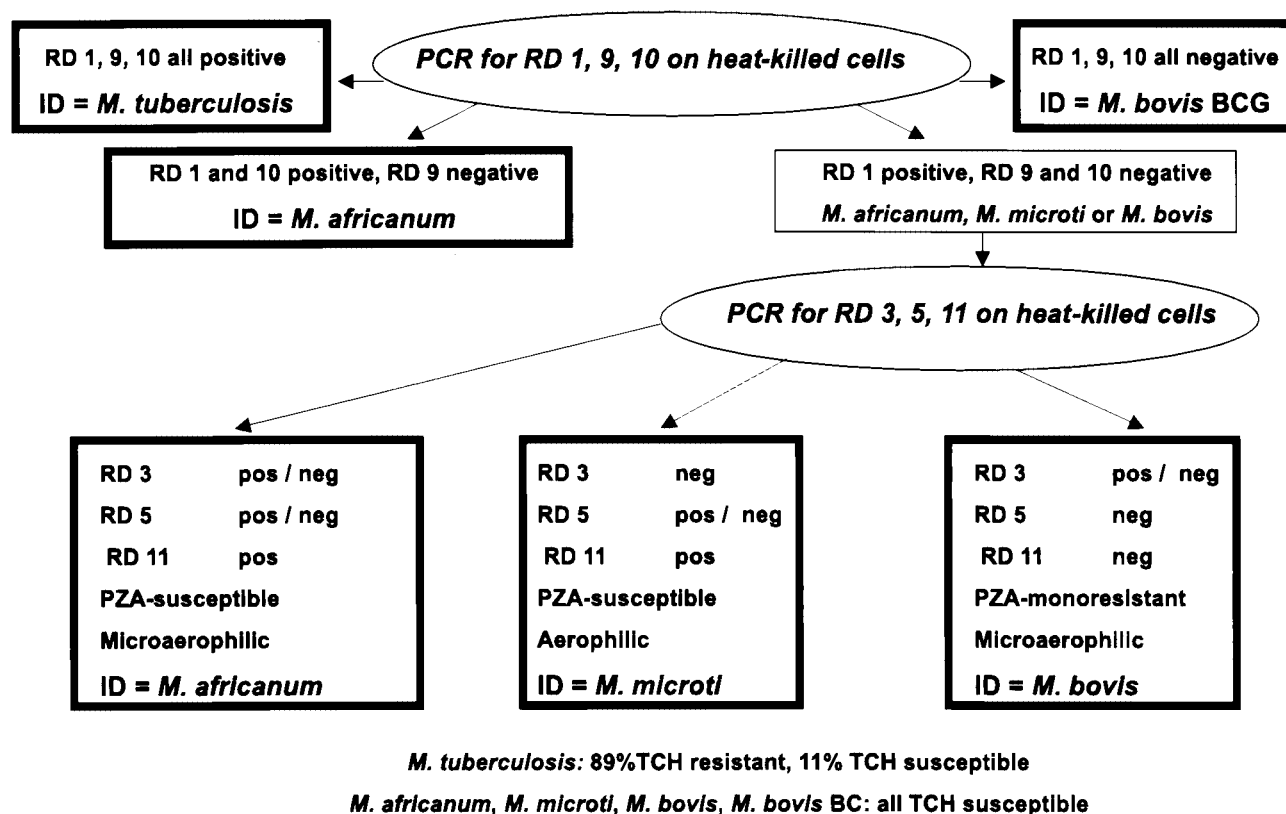 RD 1, 9, 10 all positive
ID = M. tuberculosis
PCR for RD 1, 9, 10 on heat-killed cells
RD 1, 9, 10 all negative
ID = M. bovis BCG
RD 1 and 10 positive, RD 9 negative
ID = M. africanum
RD 1 positive, RD 9 and 10 negative
M. africanum, M. microti or M. bovis
PCR for RD 3, 5, 11 on heat-killed cells
RD 3 pos / neg
RD 5 pos / neg
RD 11 pos
PZA-susceptible
Microaerophilic
ID = M. africanum
RD 3 neg
RD 5 pos / neg
RD 11 pos
PZA-susceptible
Aerophilic
ID = M. microti
RD 3 pos / neg
RD 5 neg
RD 11 neg
PZA-monoresistant
Microaerophilic
ID = M. bovis
M. tuberculosis: 89%TCH resistant, 11% TCH susceptible
M. africanum, M. microti, M. bovis, M. bovis BC: all TCH susceptible